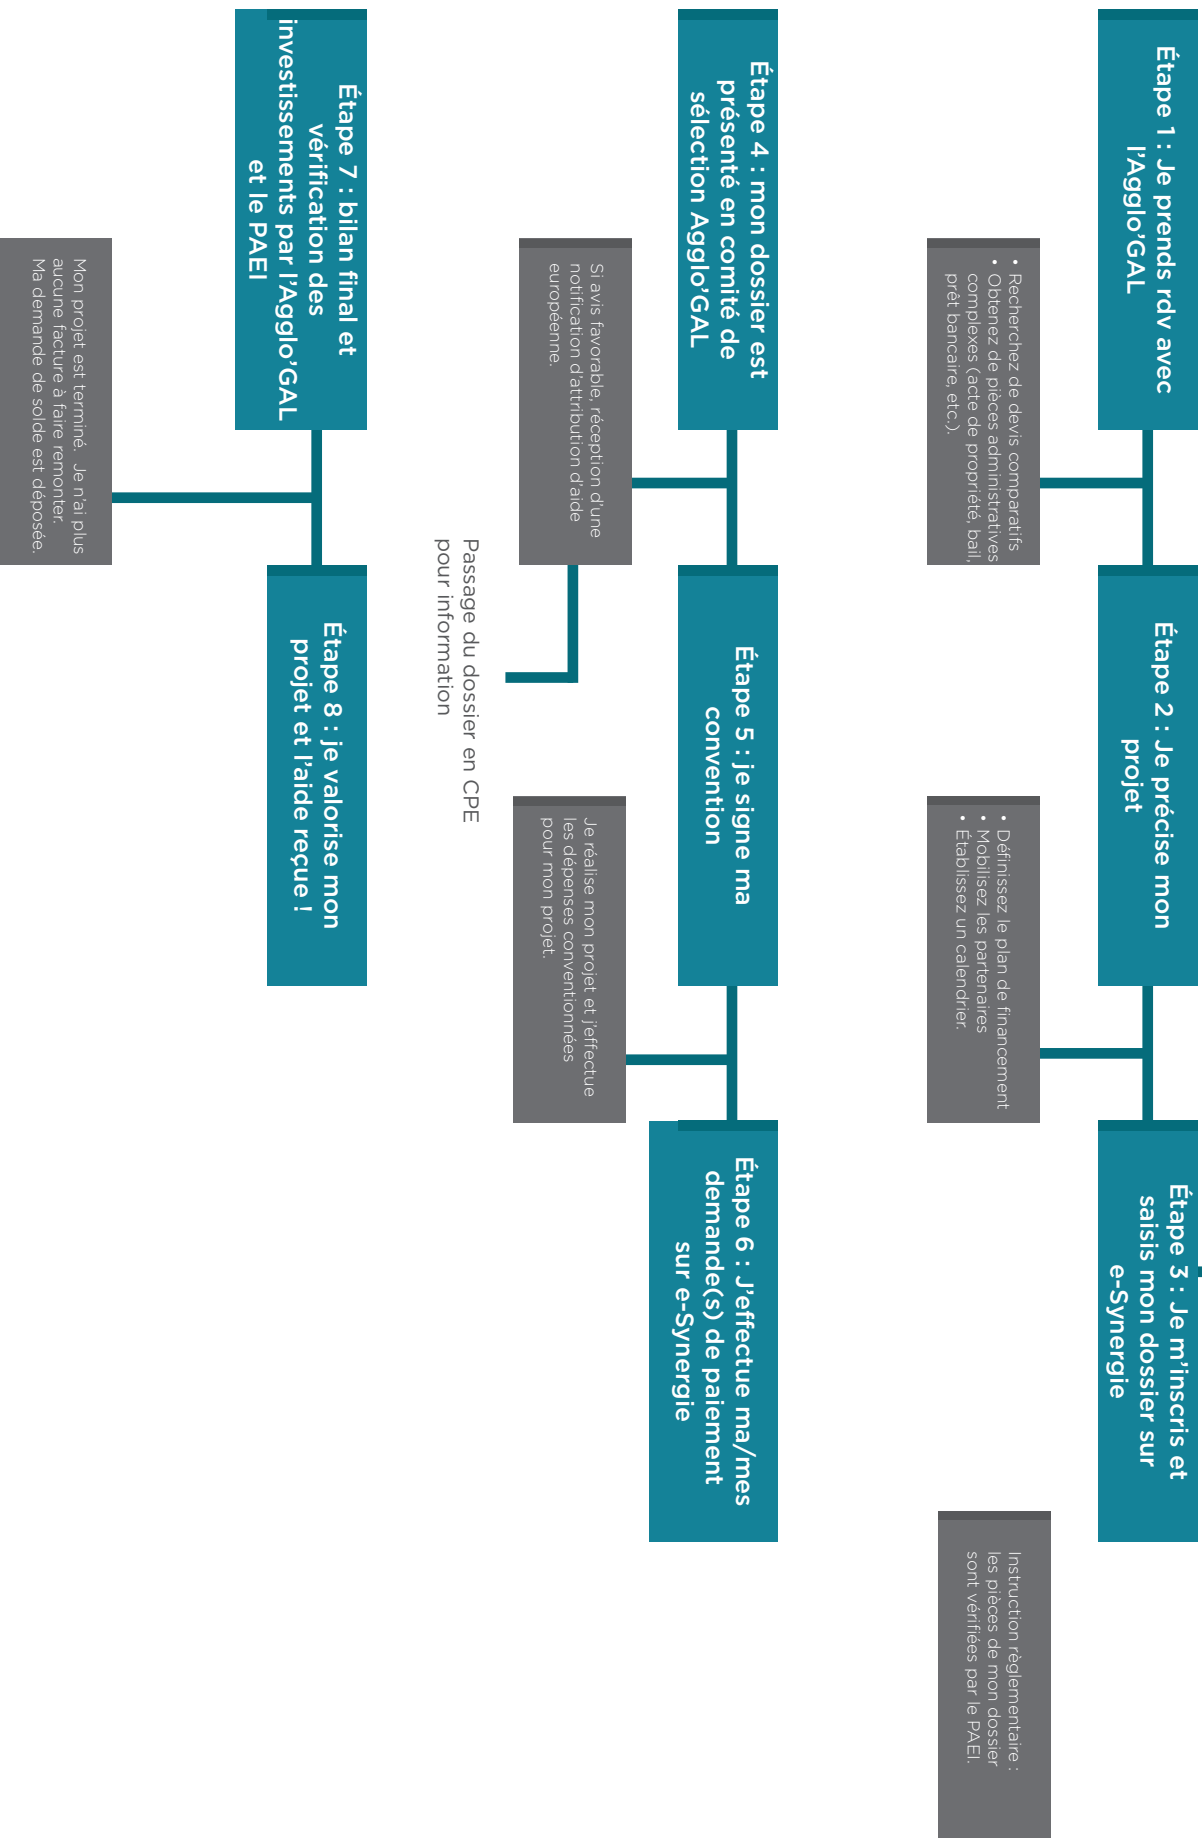 Étape 1 : Je prends rdv avec
l'Agglo'GAL
• Recherchez de devis comparatifs
• Obtenez de pièces administratives
complexes (acte de propriété, bail,
prêt bancaire, etc.).
Étape 2 : Je précise mon
projet
• Définissez le plan de financement
• Mobilisez les partenaires
• Établissez un calendrier.
Étape 3 : Je m'inscris et
saisis mon dossier sur
e-Synergie
Instruction règlementaire :
les pièces de mon dossier
sont vérifiées par le PAEI.
Étape 4 : mon dossier est
présenté en comité de
sélection Agglo'GAL
Si avis favorable, réception d'une
notification d'attribution d'aide
européenne.
Passage du dossier en CPE
pour information
Étape 5 : je signe ma
convention
Je réalise mon projet et j'effectue
les dépenses conventionnées
pour mon projet.
Étape 6 : J'effectue ma/mes
demande(s) de paiement
sur e-Synergie
Étape 7 : bilan final et
vérification des
investissements par l'Agglo'GAL
et le PAEI
Mon projet est terminé. Je n'ai plus
aucune facture à faire remonter.
Ma demande de solde est déposée.
Étape 8 : je valorise mon
projet et l'aide reçue !